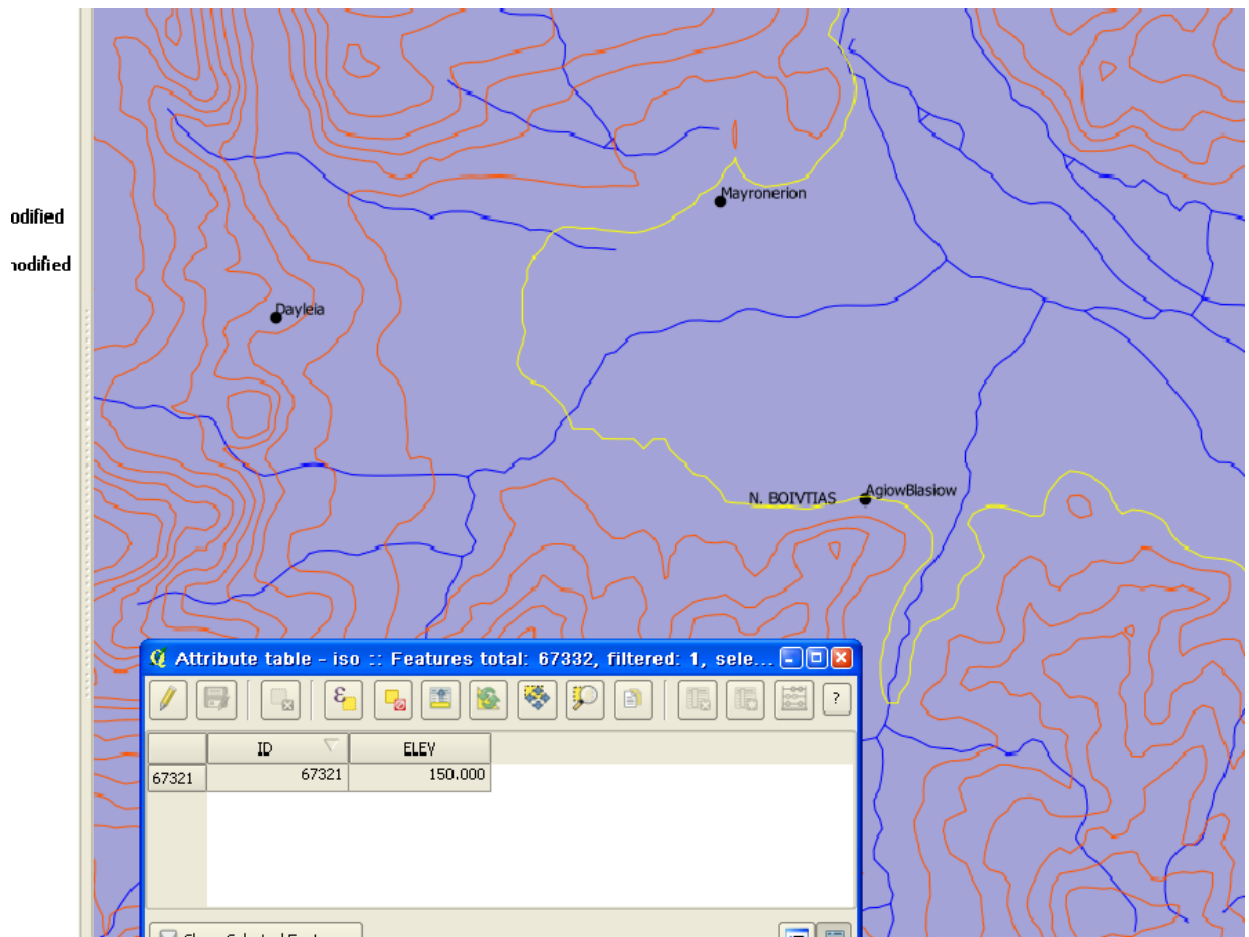 Mayronerion
odified
nodified
Dayleia
N. BOIVTIAS
AgiowBlasiow
Attribute table - iso :: Features total: 67332, filtered: 1, sele...
ε
?
ID
ELEV
67321
67321
150.000